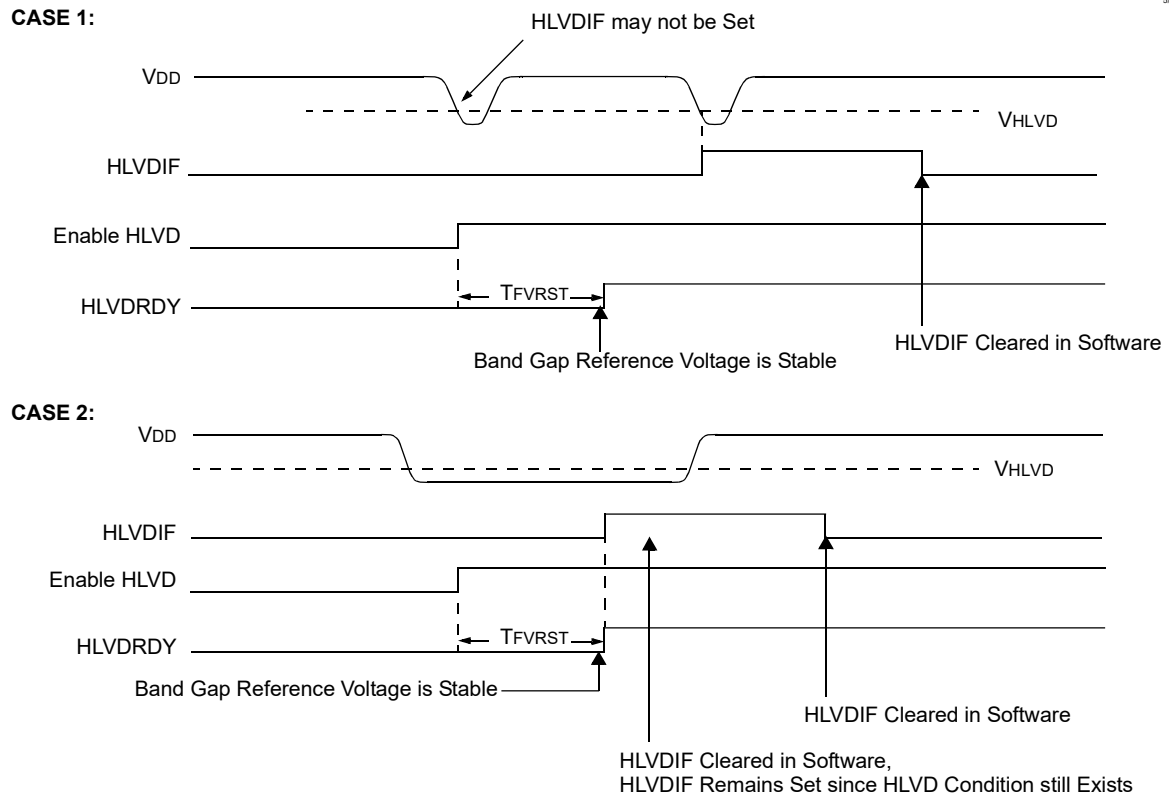 CASE 1:
HLVDIF may not be Set
VDD
VHLVD
HLVDIF
Enable HLVD
TFVRST
HLVDRDY
HLVDIF Cleared in Software
Band Gap Reference Voltage is Stable
CASE 2:
VDD
VHLVD
HLVDIF
Enable HLVD
TFVRST
HLVDRDY
Band Gap Reference Voltage is Stable
HLVDIF Cleared in Software
HLVDIF Cleared in Software,
HLVDIF Remains Set since HLVD Condition still Exists